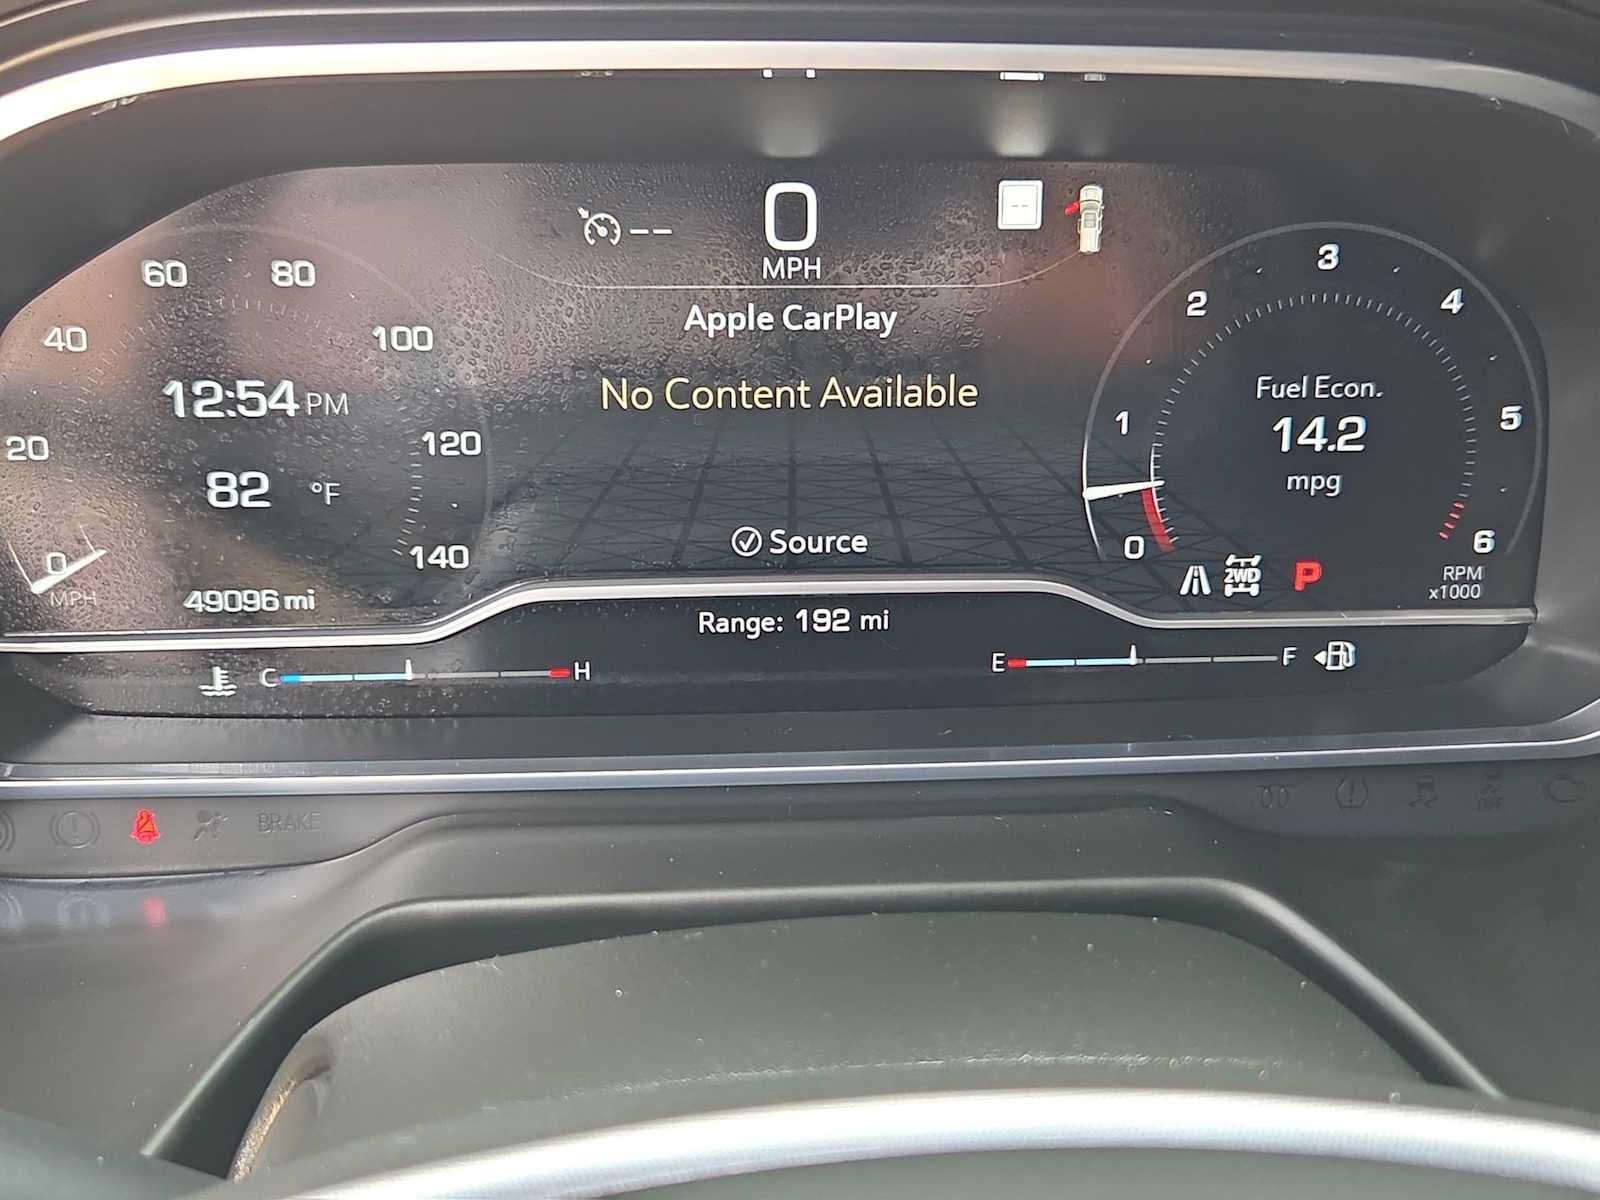 0
MPH
--
--
Apple CarPlay
No Content Available
Source
60
80
40
100
12:54 PM
20
120
82 °F
0
140
MPH
49096 mi
3
2
4
Fuel Econ.
1
14.2
5
mpg
0
6
2WD
P
RPM
x1000
Range: 192 mi
C
H
E
F
BRAKE
OFF